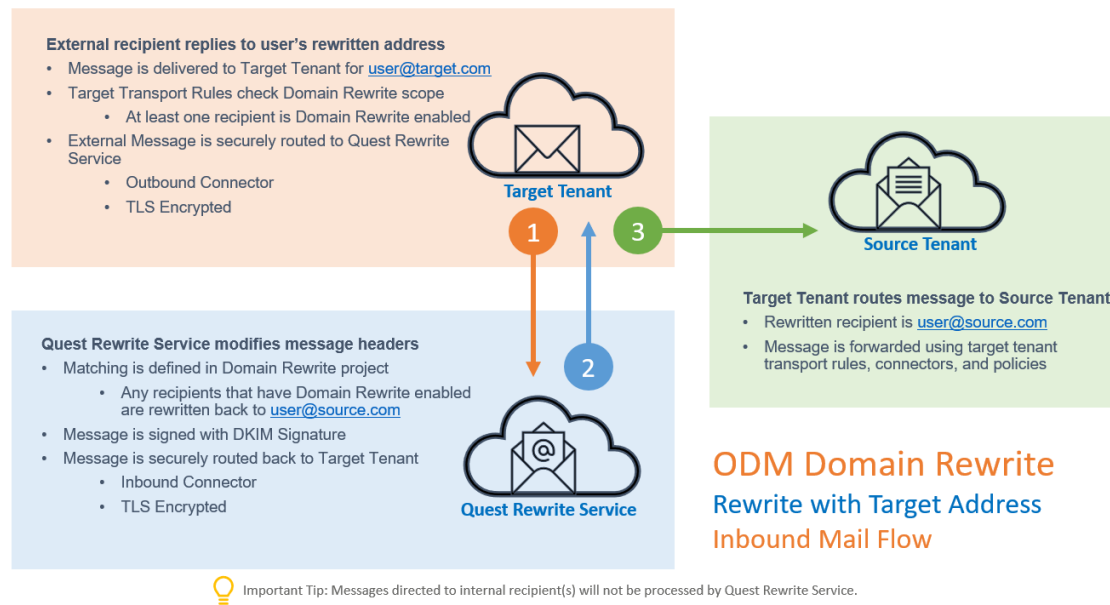 External recipient replies to user's rewritten address
• Message is delivered to Target Tenant for user@target.com
• Target Transport Rules check Domain Rewrite scope
• At least one recipient is Domain Rewrite enabled
• External Message is securely routed to Quest Rewrite
Service
• Outbound Connector
• TLS Encrypted
Target Tenant
1
2
3
Source Tenant
Target Tenant routes message to Source Tenant
• Rewritten recipient is user@source.com
• Message is forwarded using target tenant
transport rules, connectors, and policies
Quest Rewrite Service modifies message headers
• Matching is defined in Domain Rewrite project
• Any recipients that have Domain Rewrite enabled
are rewritten back to user@source.com
• Message is signed with DKIM Signature
• Message is securely routed back to Target Tenant
• Inbound Connector
• TLS Encrypted
@
Quest Rewrite Service
ODM Domain Rewrite
Rewrite with Target Address
Inbound Mail Flow
Important Tip: Messages directed to internal recipient(s) will not be processed by Quest Rewrite Service.